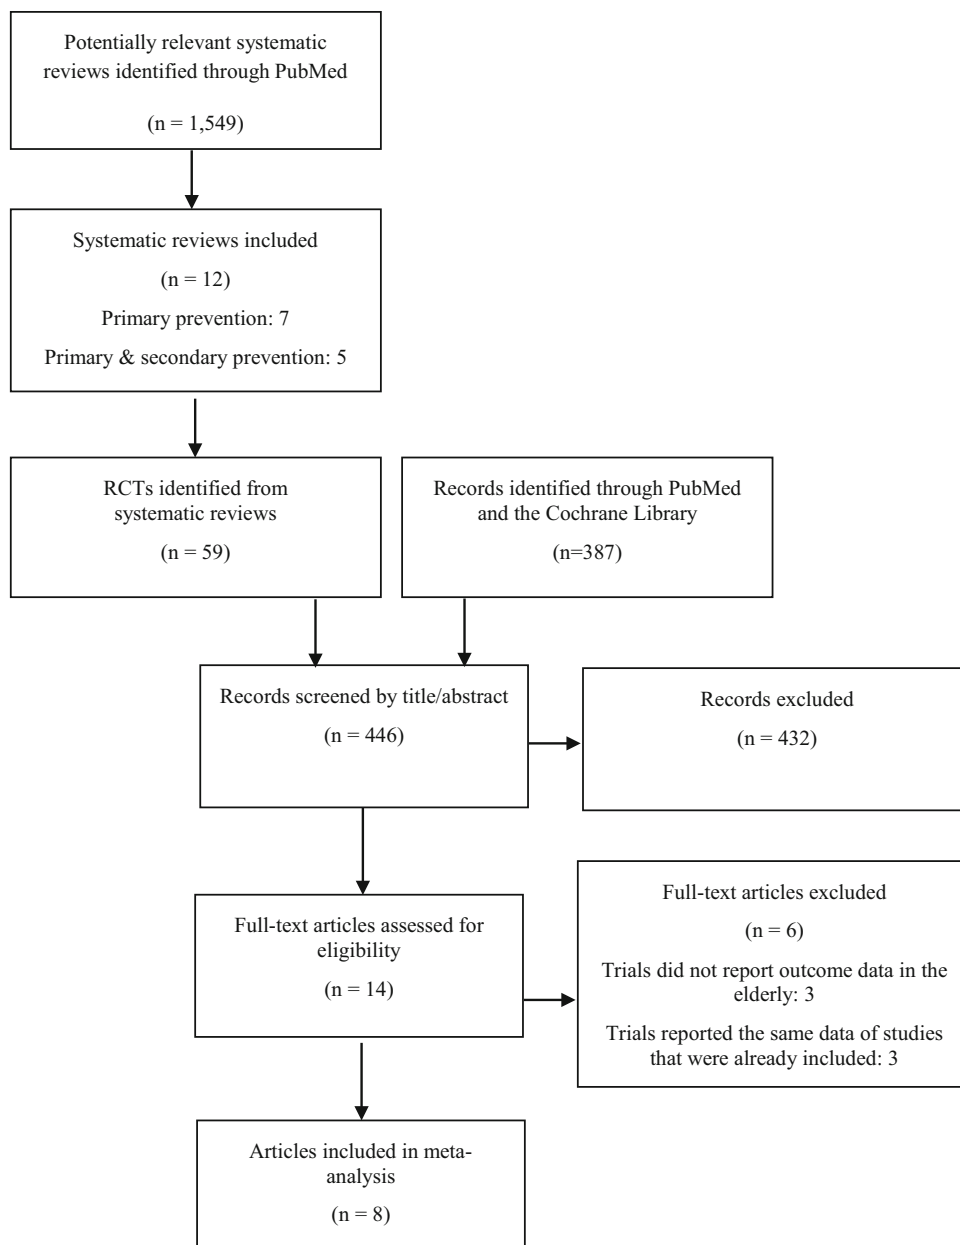 Potentially relevant systematic
reviews identified through PubMed
(n = 1,549)
Systematic reviews included
(n = 12)
Primary prevention: 7
Primary & secondary prevention: 5
RCTs identified from
systematic reviews
(n = 59)
Records identified through PubMed
and the Cochrane Library
(n=387)
Records screened by title/abstract
(n = 446)
Records excluded
(n = 432)
Full-text articles assessed for
eligibility
(n = 14)
Full-text articles excluded
(n = 6)
Trials did not report outcome data in the
elderly: 3
Trials reported the same data of studies
that were already included: 3
Articles included in meta-
analysis
(n = 8)